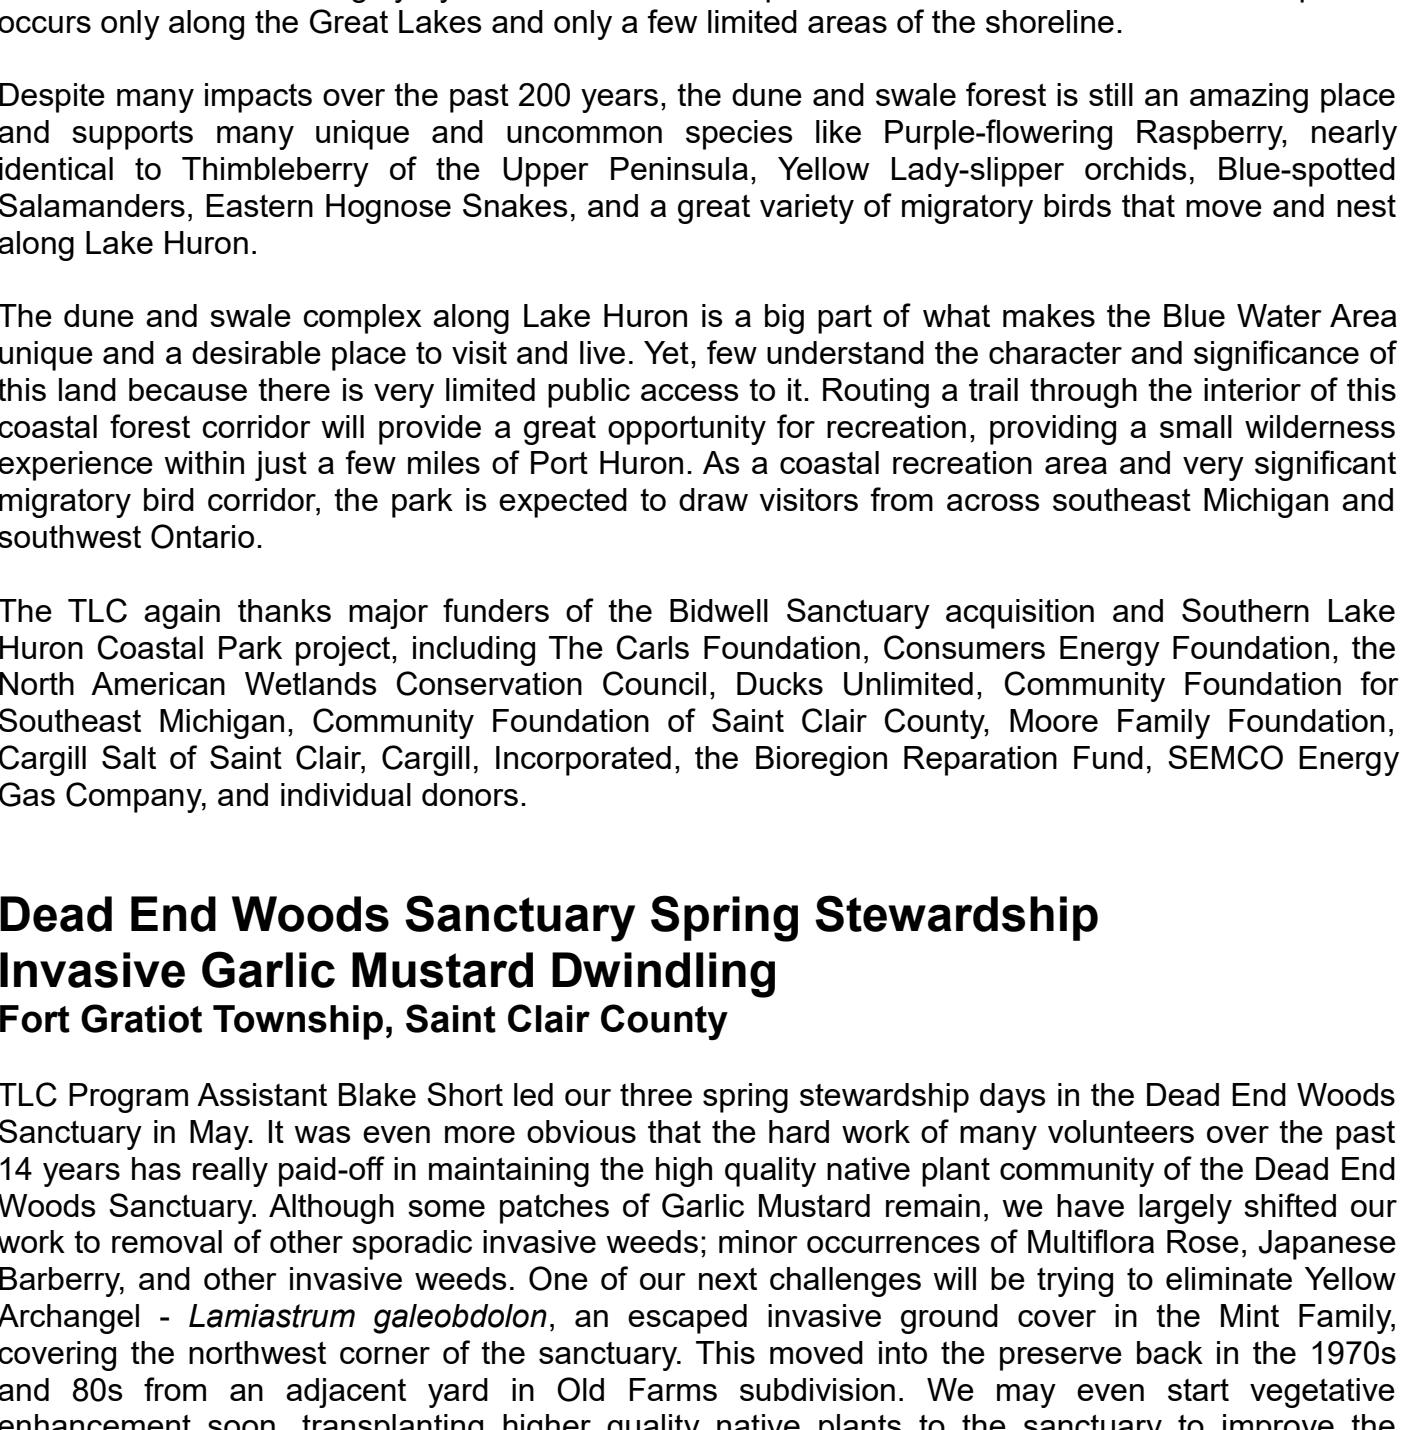 occurs only along the Great Lakes and only a few limited areas of the shoreline.
Despite many impacts over the past 200 years, the dune and swale forest is still an amazing place
and supports many unique and uncommon species like Purple-flowering Raspberry, nearly
identical to Thimbleberry of the Upper Peninsula, Yellow Lady-slipper orchids, Blue-spotted
Salamanders, Eastern Hognose Snakes, and a great variety of migratory birds that move and nest
along Lake Huron.
The dune and swale complex along Lake Huron is a big part of what makes the Blue Water Area
unique and a desirable place to visit and live. Yet, few understand the character and significance of
this land because there is very limited public access to it. Routing a trail through the interior of this
coastal forest corridor will provide a great opportunity for recreation, providing a small wilderness
experience within just a few miles of Port Huron. As a coastal recreation area and very significant
migratory bird corridor, the park is expected to draw visitors from across southeast Michigan and
southwest Ontario.
The TLC again thanks major funders of the Bidwell Sanctuary acquisition and Southern Lake
Huron Coastal Park project, including The Carls Foundation, Consumers Energy Foundation, the
North American Wetlands Conservation Council, Ducks Unlimited, Community Foundation for
Southeast Michigan, Community Foundation of Saint Clair County, Moore Family Foundation,
Cargill Salt of Saint Clair, Cargill, Incorporated, the Bioregion Reparation Fund, SEMCO Energy
Gas Company, and individual donors.
Dead End Woods Sanctuary Spring Stewardship
Invasive Garlic Mustard Dwindling
Fort Gratiot Township, Saint Clair County
TLC Program Assistant Blake Short led our three spring stewardship days in the Dead End Woods
Sanctuary in May. It was even more obvious that the hard work of many volunteers over the past
14 years has really paid-off in maintaining the high quality native plant community of the Dead End
Woods Sanctuary. Although some patches of Garlic Mustard remain, we have largely shifted our
work to removal of other sporadic invasive weeds; minor occurrences of Multiflora Rose, Japanese
Barberry, and other invasive weeds. One of our next challenges will be trying to eliminate Yellow
Archangel - Lamiastrum galeobdolon, an escaped invasive ground cover in the Mint Family,
covering the northwest corner of the sanctuary. This moved into the preserve back in the 1970s
and 80s from an adjacent yard in Old Farms subdivision. We may even start vegetative
enhancement soon, transplanting higher quality native plants to the sanctuary to improve the